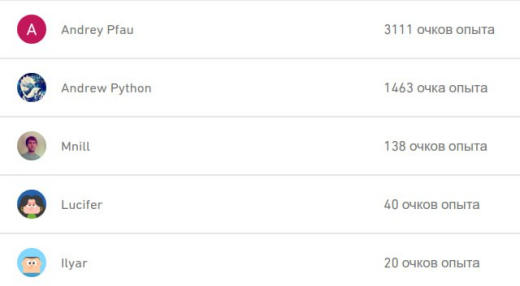 A Andrey Pfau 3111 очков опыта
Andrew Python 1463 очка опыта
Mnill 138 очков опыта
Lucifer 40 очков опыта
Ilyar 20 очков опыта